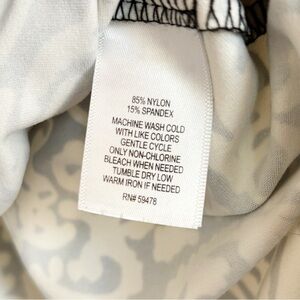 85% NYLON
15% SPANDEX
MACHINE WASH COLD
WITH LIKE COLORS
GENTLE CYCLE
ONLY NON-CHLORINE
BLEACH WHEN NEEDED
TUMBLE DRY LOW
WARM IRON IF NEEDED
RN# 59478